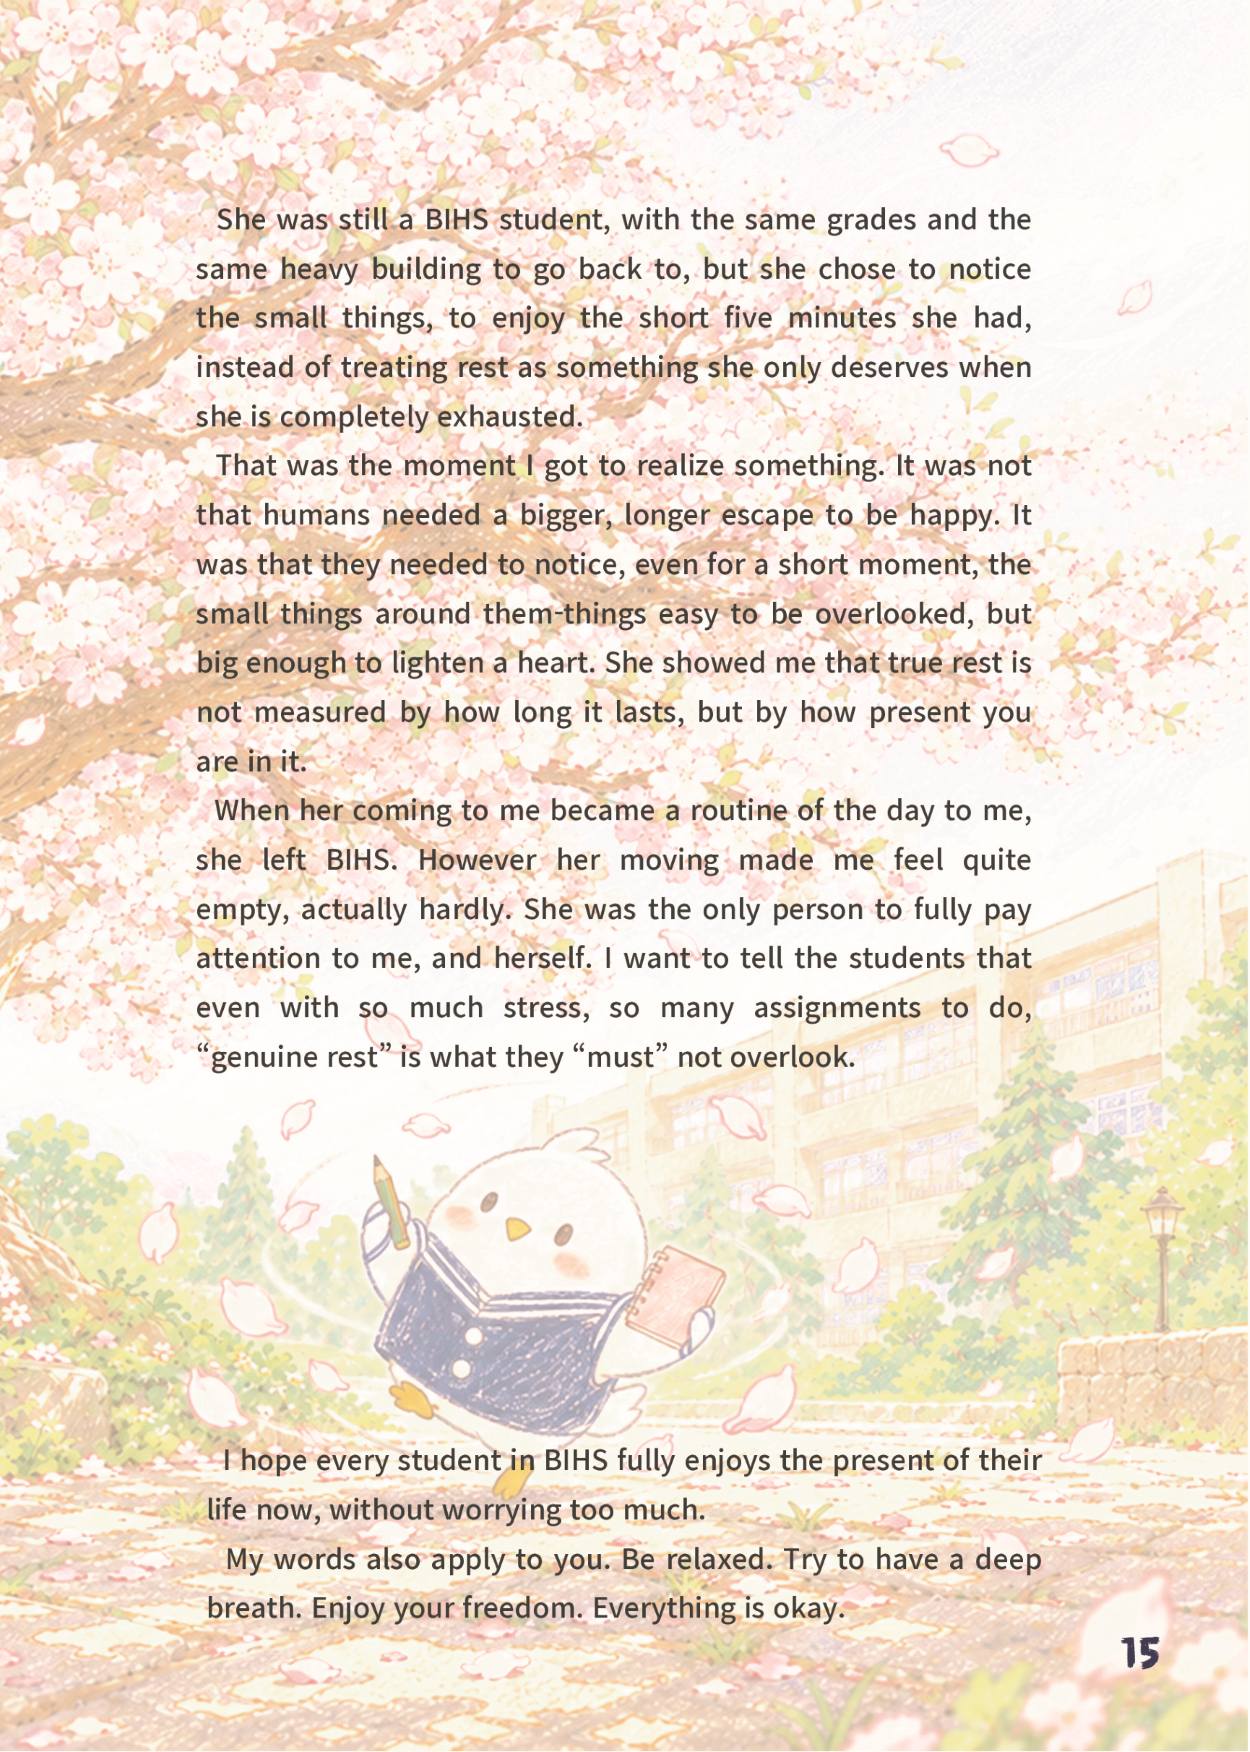 She was still a BIHS student, with the same grades and the
same heavy building to go back to, but she chose to notice
the small things, to enjoy the short five minutes she had,
instead of treating rest as something she only deserves when
she is completely exhausted.
That was the moment I got to realize something. It was not
that humans needed a bigger, longer escape to be happy. It
was that they needed to notice, even for a short moment, the
small things around them-things easy to be overlooked, but
big enough to lighten a heart. She showed me that true rest is
not measured by how long it lasts, but by how present you
are in it.
When her coming to me became a routine of the day to me,
she left BIHS. However her moving made me feel quite
empty, actually hardly. She was the only person to fully pay
attention to me, and herself. I want to tell the students that
even with so much stress, so many assignments to do,
“genuine rest” is what they “must” not overlook.
I hope every student in BIHS fully enjoys the present of their
life now, without worrying too much.
My words also apply to you. Be relaxed. Try to have a deep
breath. Enjoy your freedom. Everything is okay.
15